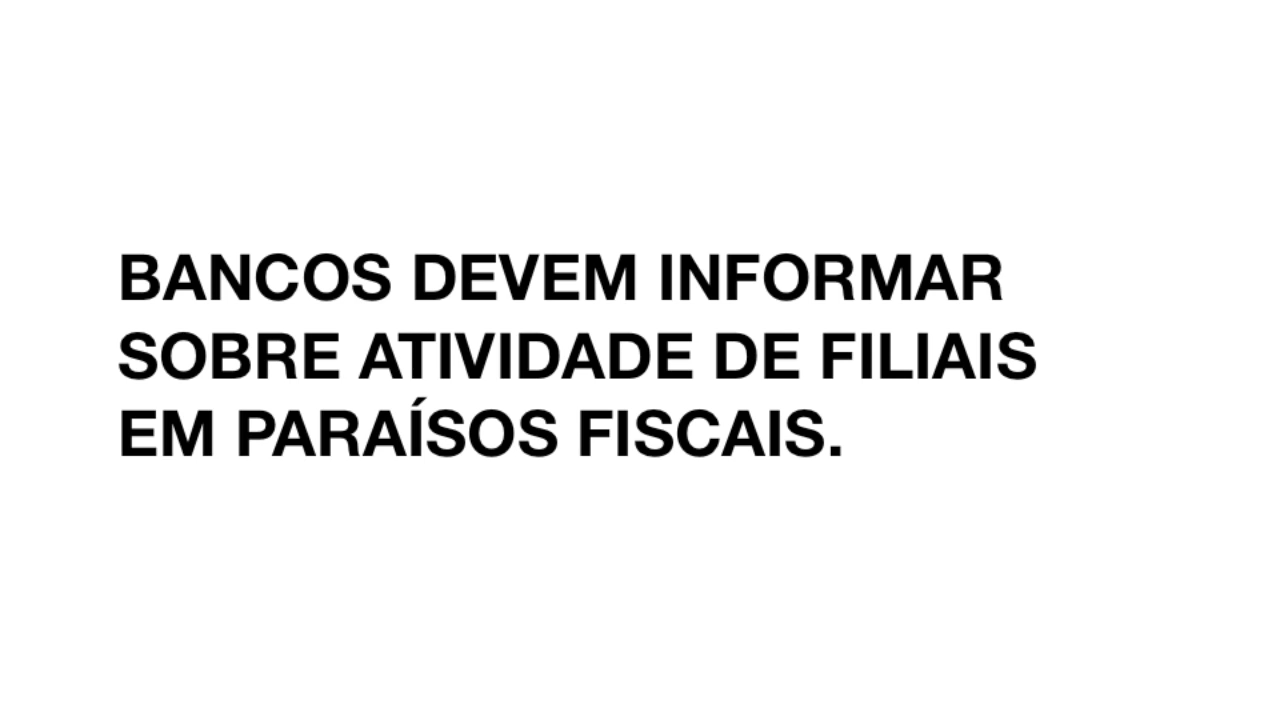 BANCOS DEVEM INFORMAR
SOBRE ATIVIDADE DE FILIAIS
EM PARAÍSOS FISCAIS.